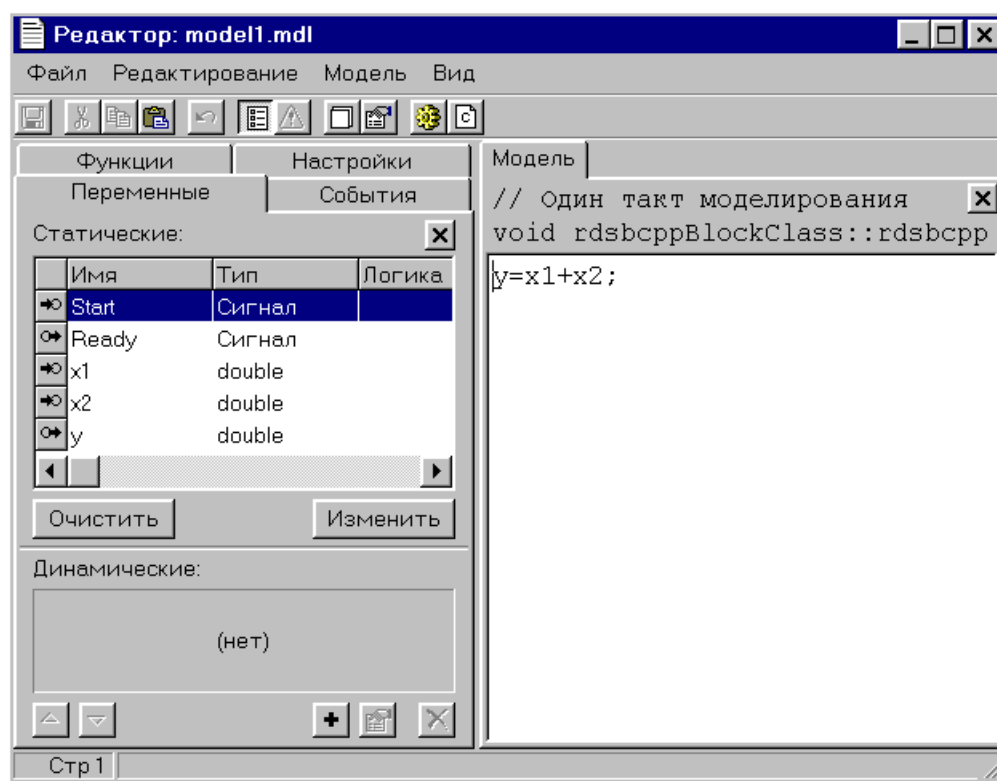 Редактор: model1.mdl
Файл Редактирование Модель Вид
Функции Настройки
Переменные События
Статические:
Имя Тип Логика
Start Сигнал
Ready Сигнал
x1 double
x2 double
y double
Очистить Изменить
Динамические:
(нет)
Стр 1
Модель
// Один такт моделирования
void rdsbcppBlockClass::rdsbcpp
y=x1+x2;